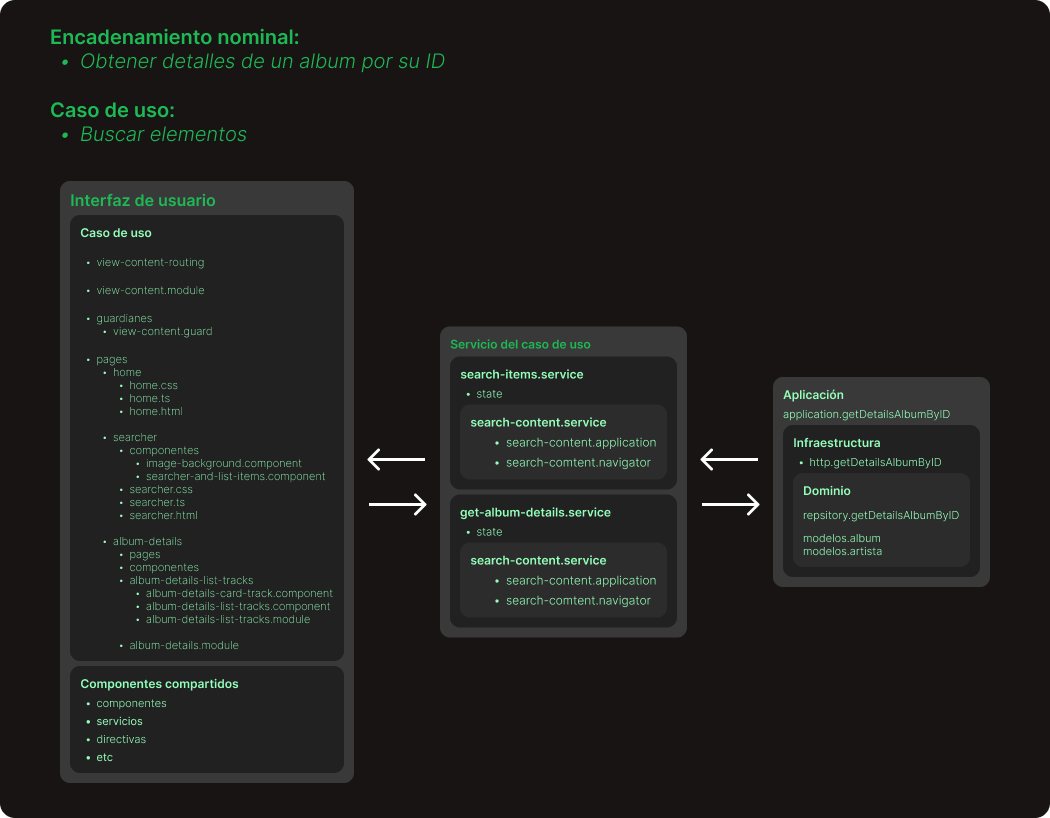 Encadenamiento nominal:
• Obtener detalles de un album por su ID
Caso de uso:
• Buscar elementos
Interfaz de usuario
Caso de uso
• view-content-routing
• view-content.module
• guardianes
• view-content.guard
• pages
• home
• home.css
• home.ts
• home.html
• searcher
• componentes
• image-background.component
• searcher-and-list-items.component
• searcher.css
• searcher.ts
• searcher.html
• album-details
• pages
• componentes
• album-details-list-tracks
• album-details-card-track.component
• album-details-list-tracks.component
• album-details-list-tracks.module
• album-details.module
Componentes compartidos
• componentes
• servicios
• directivas
• etc
Servicio del caso de uso
search-items.service
• state
search-content.service
• search-content.application
• search-comtent.navigator
get-album-details.service
• state
search-content.service
• search-content.application
• search-comtent.navigator
Aplicación
application.getDetailsAlbumByID
Infraestructura
• http.getDetailsAlbumByID
Dominio
repsitory.getDetailsAlbumByID
modelos.album
modelos.artista